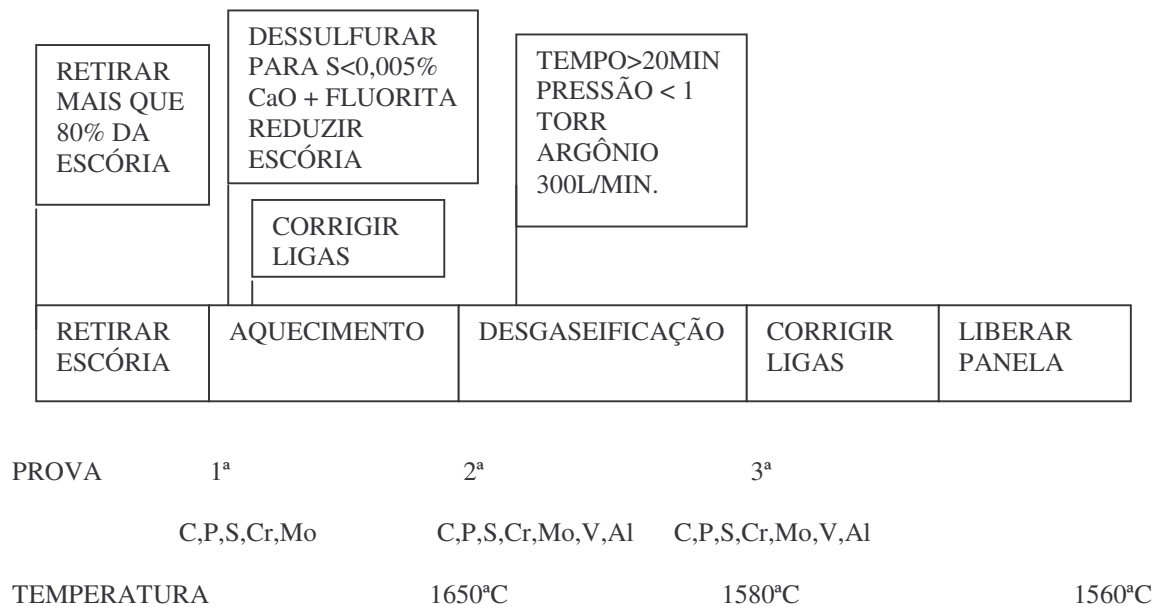 RETIRAR
MAIS QUE
80% DA
ESCÓRIA
DESSULFURAR
PARA S<0,005%
CaO + FLUORITA
REDUZIR
ESCÓRIA
CORRIGIR
LIGAS
TEMPO>20MIN
PRESSÃO < 1
TORR
ARGÔNIO
300L/MIN.
RETIRAR
ESCÓRIA
AQUECIMENTO
DESGASEIFICAÇÃO
CORRIGIR
LIGAS
LIBERAR
PANELA
PROVA 1ª 2ª 3ª
C,P,S,Cr,Mo C,P,S,Cr,Mo,V,Al C,P,S,Cr,Mo,V,Al
TEMPERATURA 1650ªC 1580ªC 1560ªC